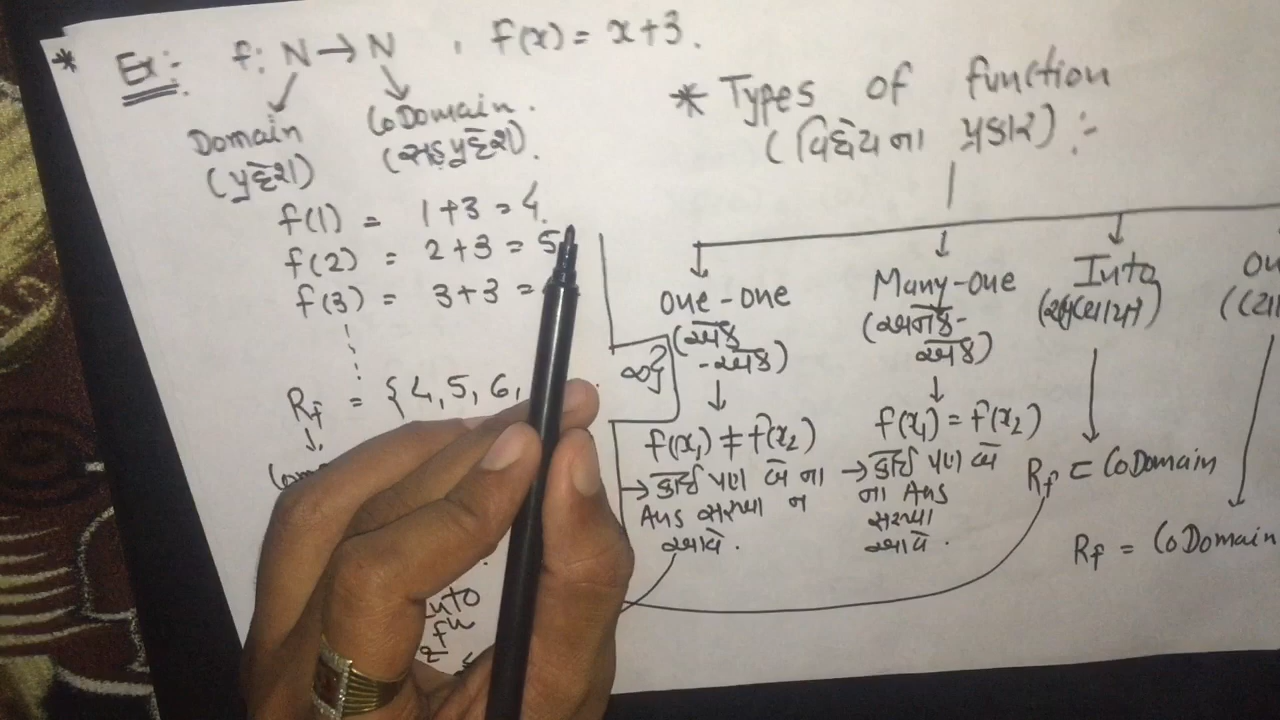 * Ex:- f: N → N , f(x) = x+3.
Domain
(પ્રદેશ)
CoDomain.
(સહપ્રદેશ).
f(1) = 1+3 = 4.
f(2) = 2+3 = 5
f(3) = 3+3 =
Rf = {4, 5, 6,
* Types of function
(વિધેયના પ્રકાર) :-
one-one
(એક
-એક)
f(x₁) ≠ f(x₂)
→ કોઈ પણ બે ના
Ans સરખા ન
આવે.
Many-one
(અનેક-
એક)
f(x₁) = f(x₂)
→ કોઈ પણ બે
ના Ans
સરખા
આવે.
Into
Rf ⊂ CoDomain
Rf = CoDomain